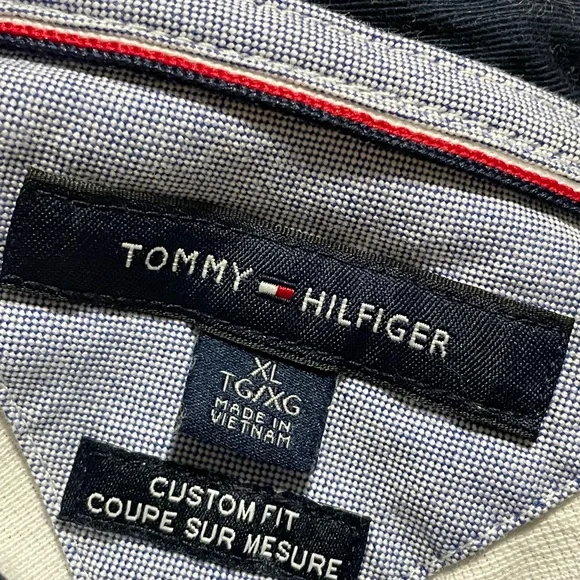 TOMMY HILFIGER
XL
TG/XG
MADE IN
VIETNAM
CUSTOM FIT
COUPE SUR MESURE